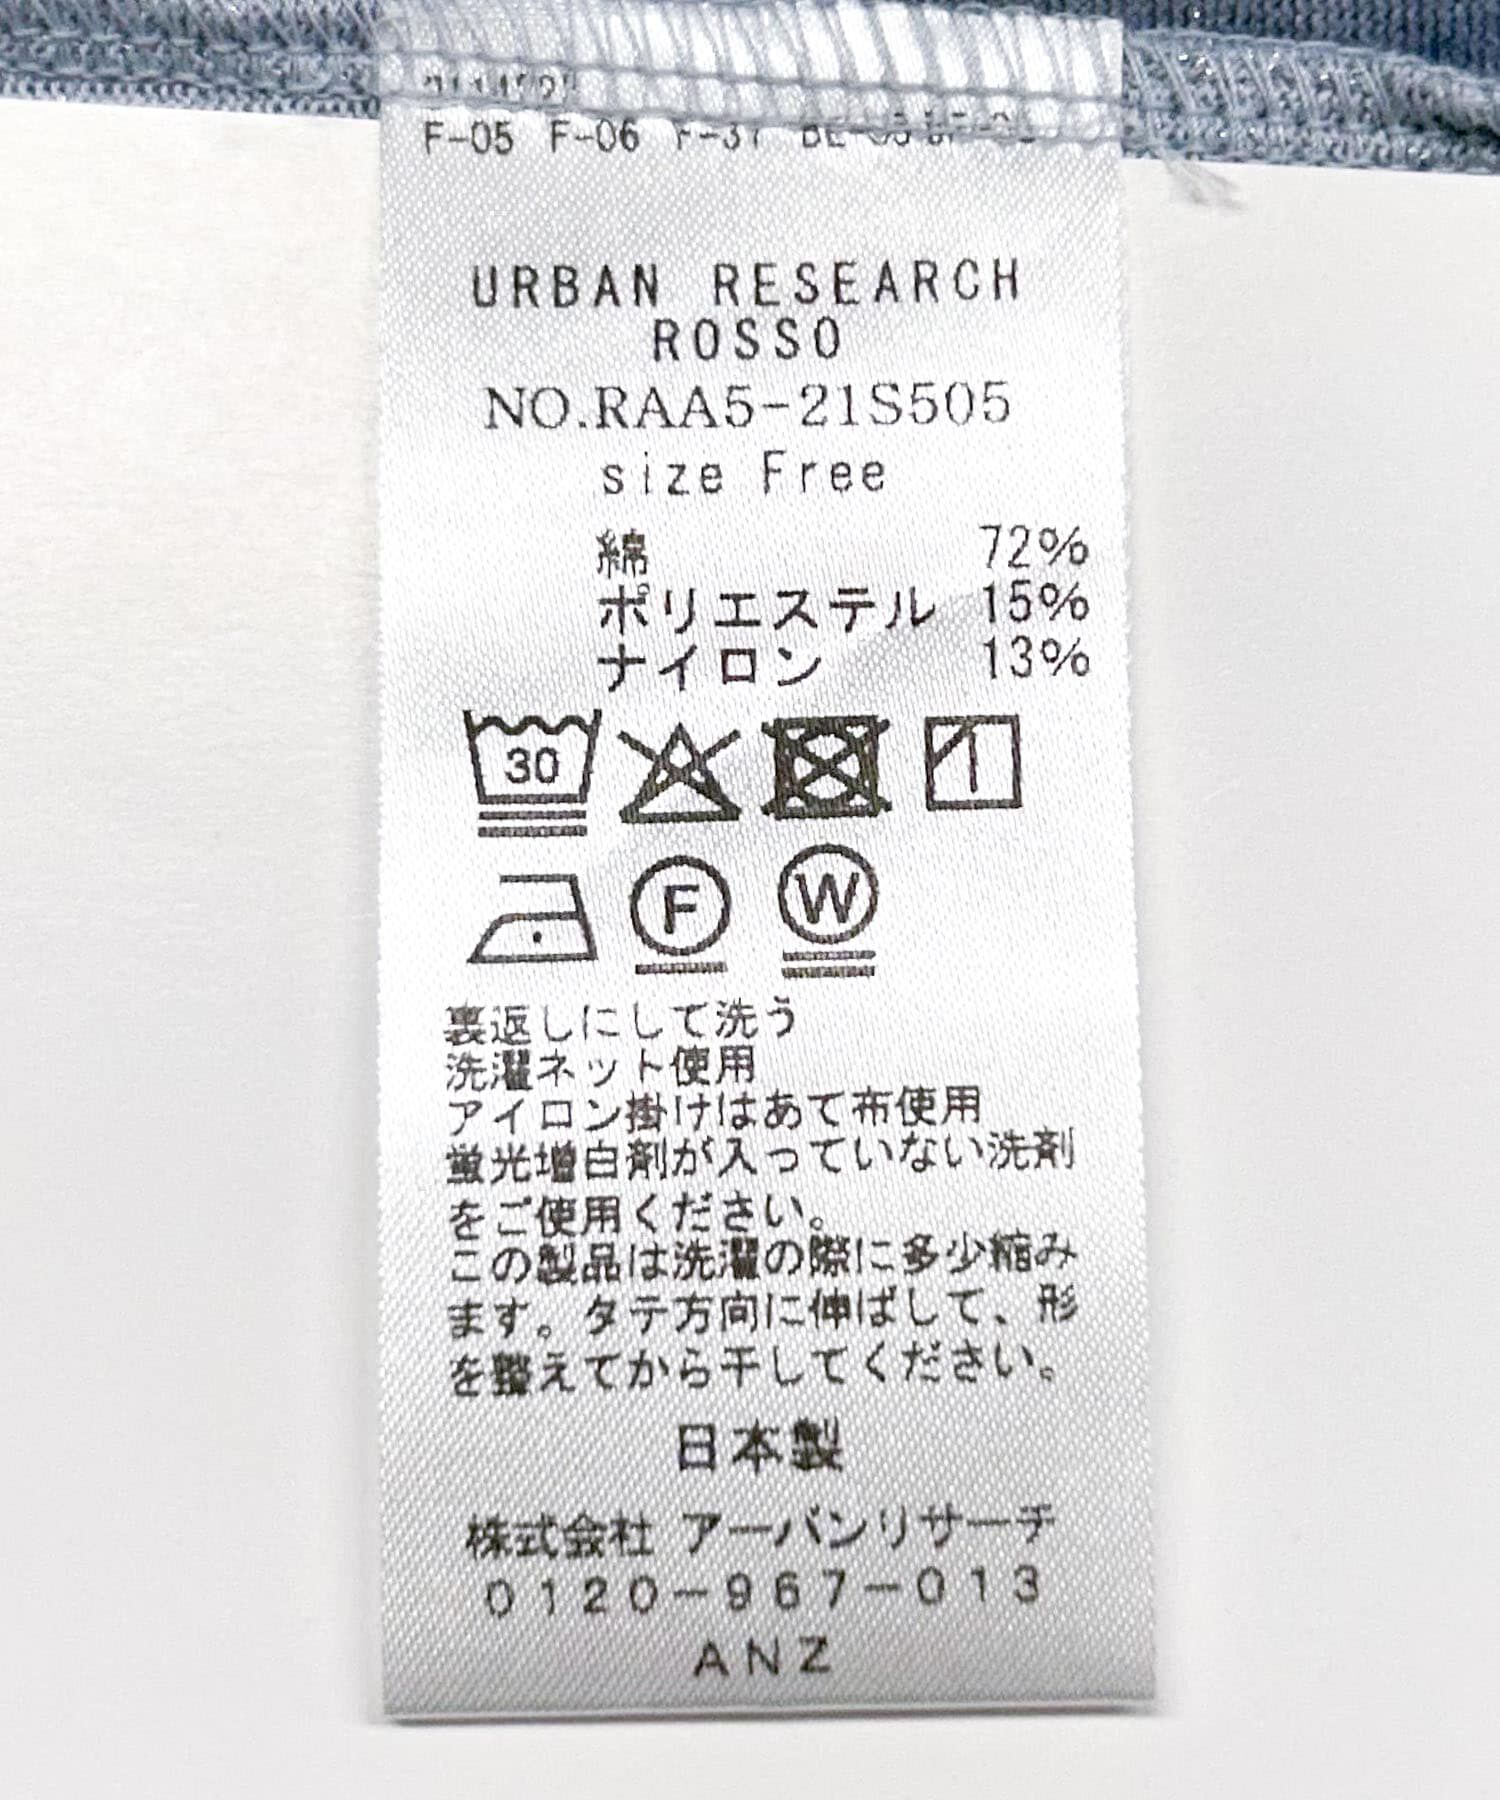 F-05 F-06 F-37
URBAN RESEARCH
ROSSO
NO.RAA5-21S505
size Free
綿 72%
ポリエステル 15%
ナイロン 13%
30
F W
裏返しにして洗う
洗濯ネット使用
アイロン掛けはあて布使用
蛍光増白剤が入っていない洗剤
をご使用ください。
この製品は洗濯の際に多少縮み
ます。タテ方向に伸ばして、形
を整えてから干してください。
日本製
株式会社 アーバンリサーチ
0120-967-013
ANZ